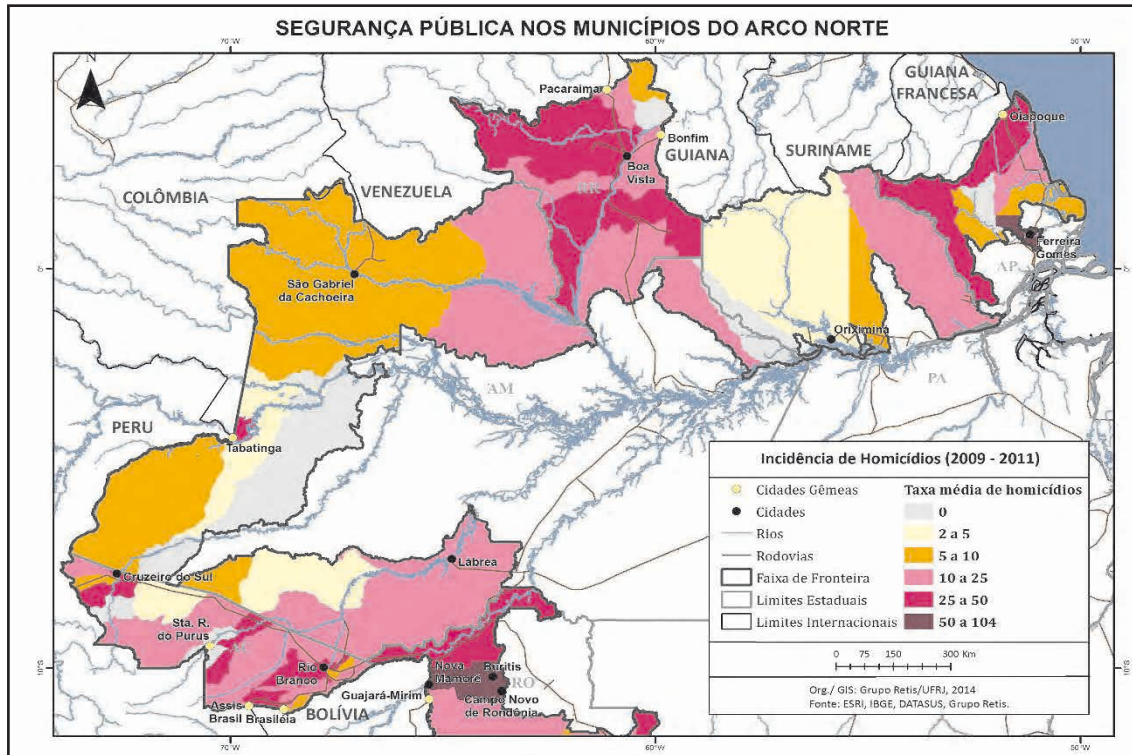 SEGURANÇA PÚBLICA NOS MUNICÍPIOS DO ARCO NORTE
70°W
60°W
50°W
N
GUIANA
FRANCESA
Pacaraima
Oiapoque
Bonfim
GUIANA
SURINAME
Boa
Vista
VENEZUELA
RR
COLÔMBIA
Ferreira
Gomes
São Gabriel
da Cachoeira
AP
Oriximiná
AM
PA
PERU
Tabatinga
Cruzeiro do Sul
Lábrea
Sta. R.
do Purus
Rio
Branco
Nova
Mamoré
Buritis
RO
Guajará-Mirim
Campo Novo
de Rondônia
Assis
Brasil
Brasiléia
BOLÍVIA
10°S
10°S
70°W
60°W
50°W
Incidência de Homicídios (2009 - 2011)
Cidades Gêmeas
Cidades
Rios
Rodovias
Faixa de Fronteira
Limites Estaduais
Limites Internacionais
Taxa média de homicídio
0
2 a 5
5 a 10
10 a 25
25 a 50
50 a 104
0 75 150 300 Km
Org./ GIS: Grupo Retis/UFRJ, 2014
Fonte: ESRI, IBGE, DATASUS, Grupo Retis.